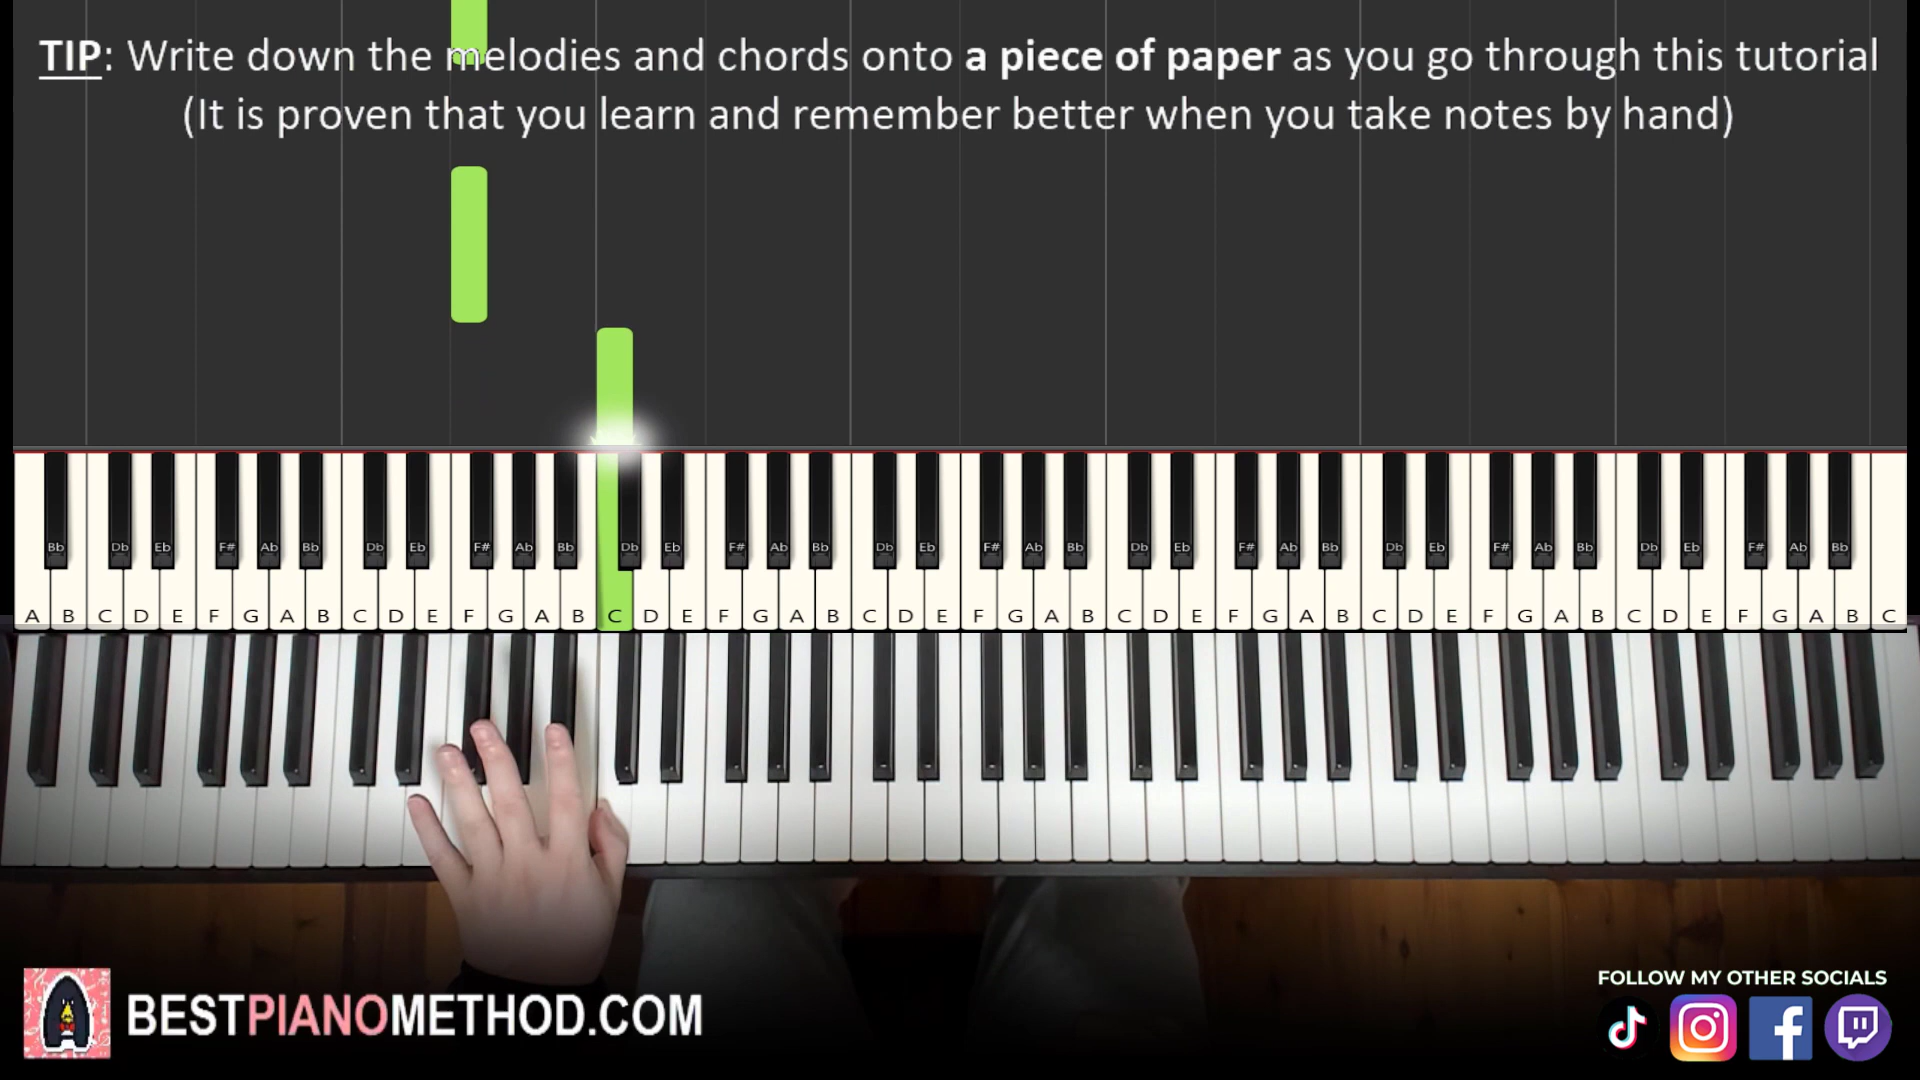 TIP: Write down the melodies and chords onto a piece of paper as you go through this tutorial
(It is proven that you learn and remember better when you take notes by hand)
Bb Db Eb F# Ab Bb Db Eb F# Ab Bb Db Eb F# Ab Bb Db Eb F# Ab Bb Db Eb F# Ab Bb Db Eb F# Ab Bb Db Eb F# Ab Bb
A B C D E F G A B C D E F G A B C D E F G A B C D E F G A B C D E F G A B C D E F G A B C D E F G A B C
FOLLOW MY OTHER SOCIALS
BESTPIANOMETHOD.COM